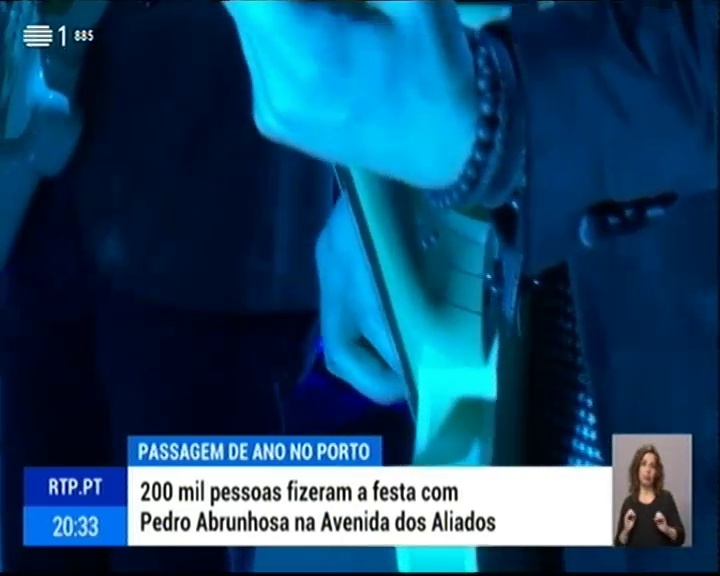 1 885
PASSAGEM DE ANO NO PORTO
RTP.PT
20:33
200 mil pessoas fizeram a festa com
Pedro Abrunhosa na Avenida dos Aliados